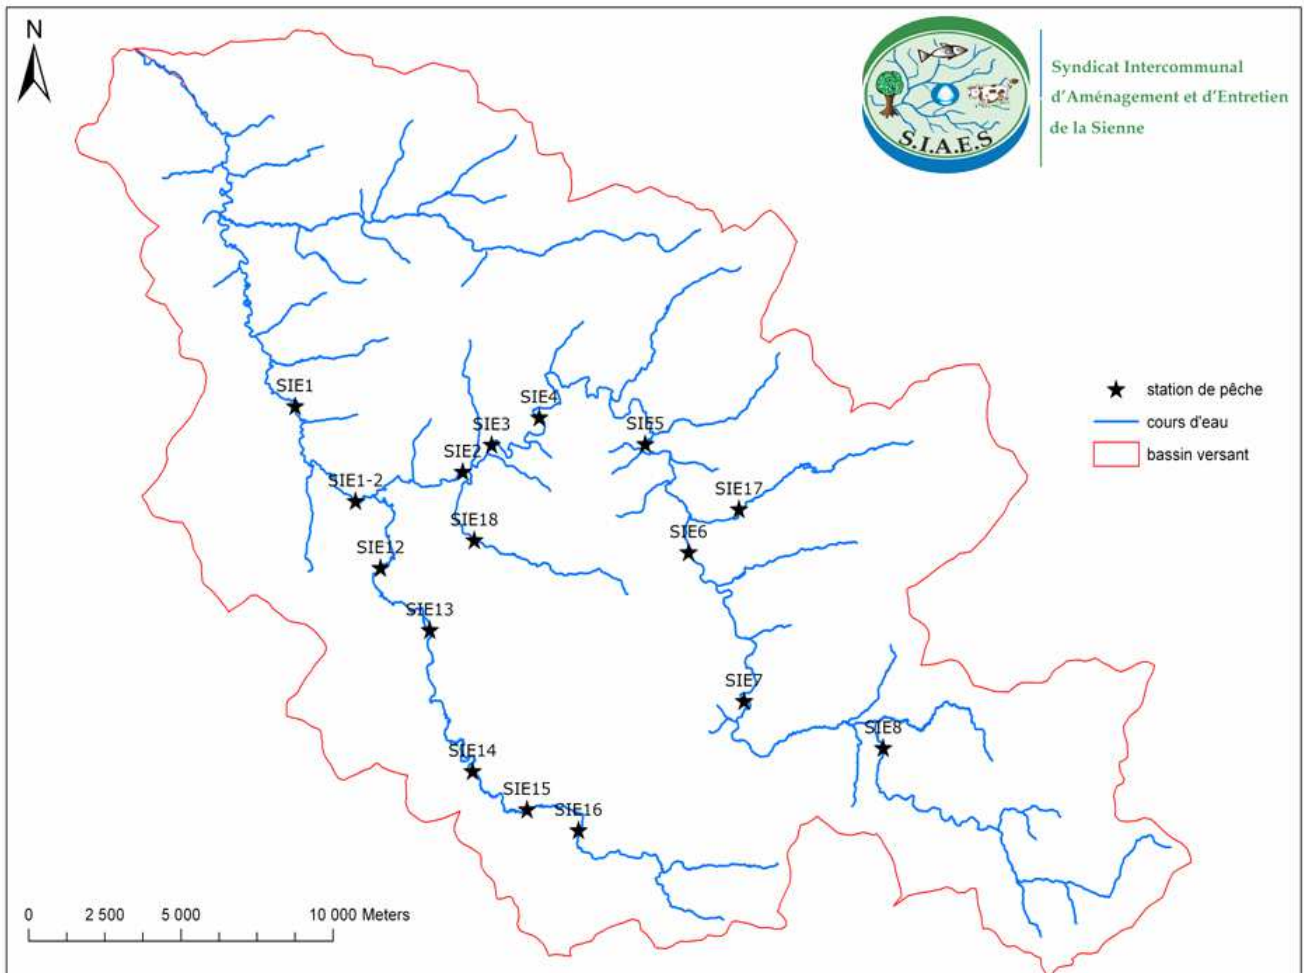 N
Syndicat Intercommunal
d'Aménagement et d'Entretien
de la Sienne
S.I.A.E.S
SIE1
station de pêche
SIE4
cours d'eau
SIE3
SIE5
SIE2
bassin versant
SIE1-2
SIE17
SIE18
SIE6
SIE12
SIE13
SIE7
SIE8
SIE14
SIE15
SIE16
0 2 500 5 000 10 000 Meters